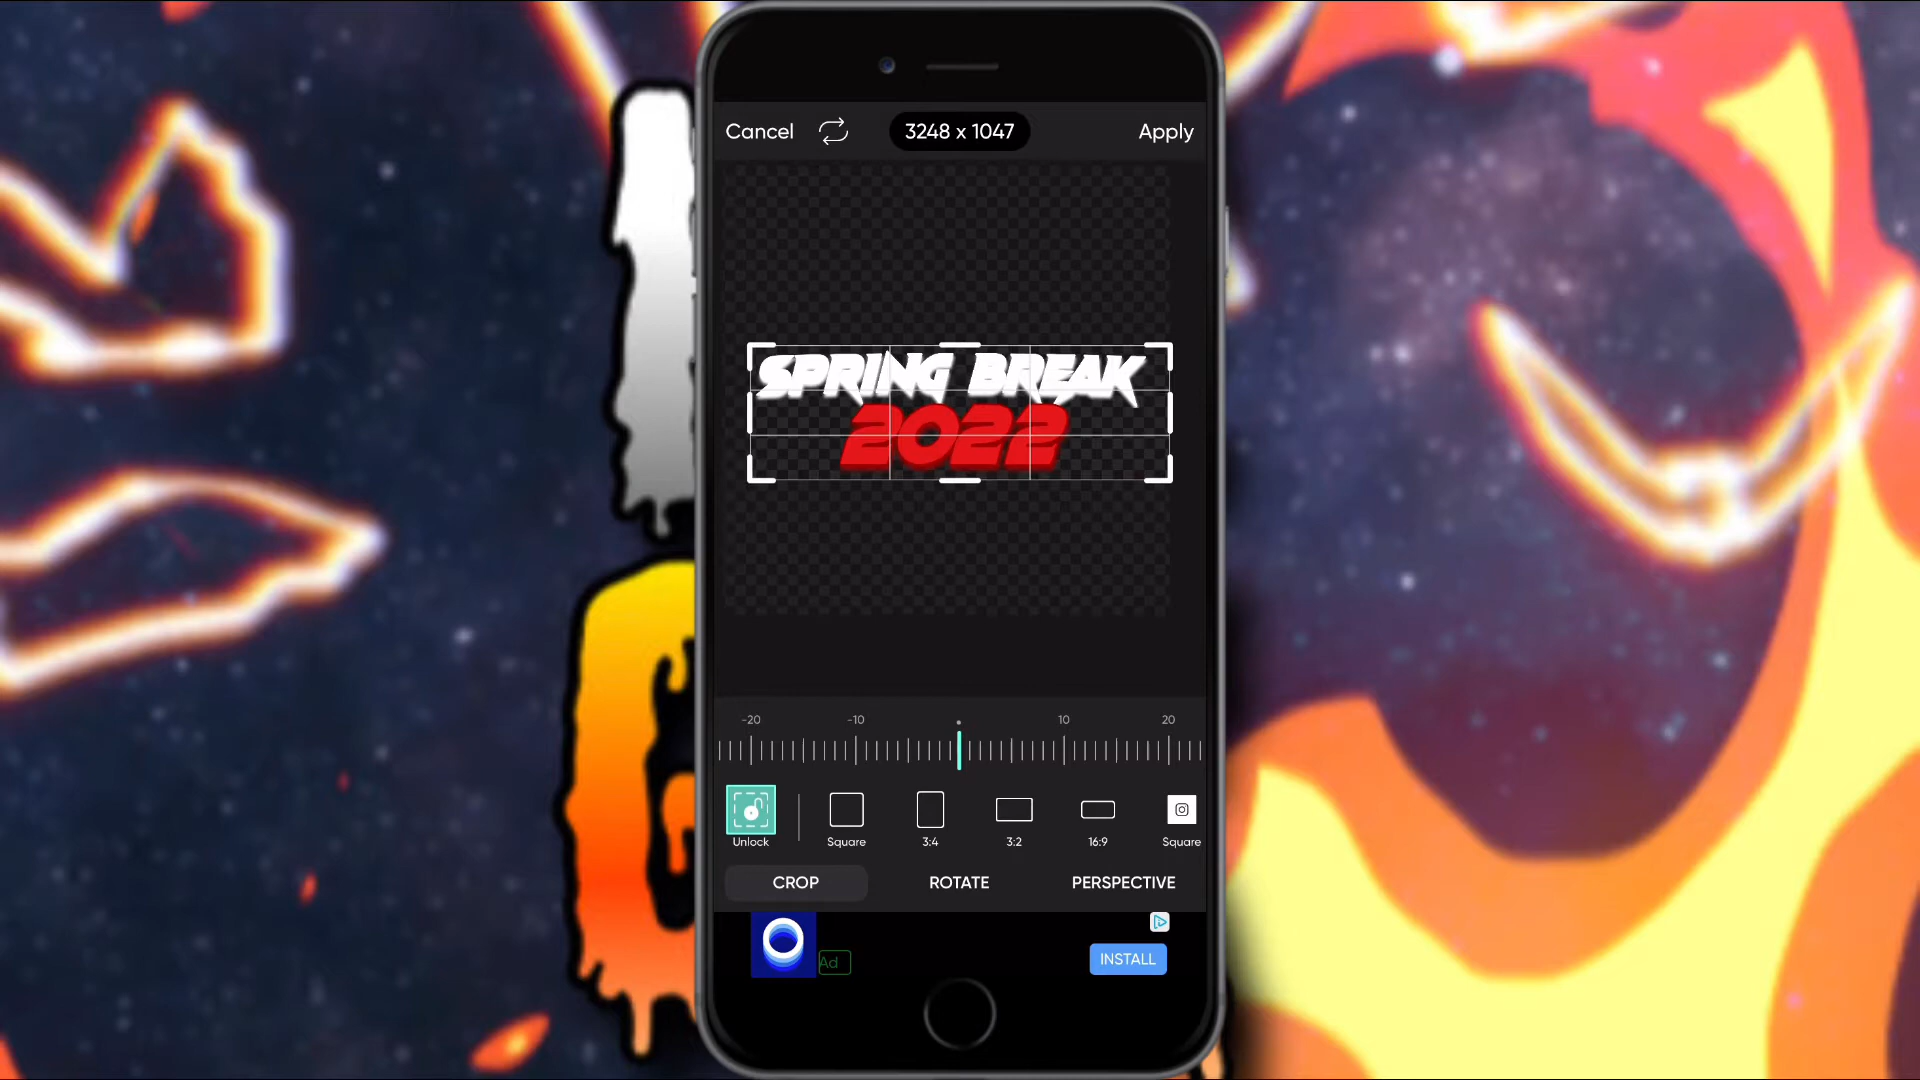 Cancel
3248 x 1047
Apply
SPRING BREAK
2022
-20 -10 10 20
Unlock Square 3:4 3:2 16:9 Square
CROP ROTATE PERSPECTIVE
Ad
INSTALL